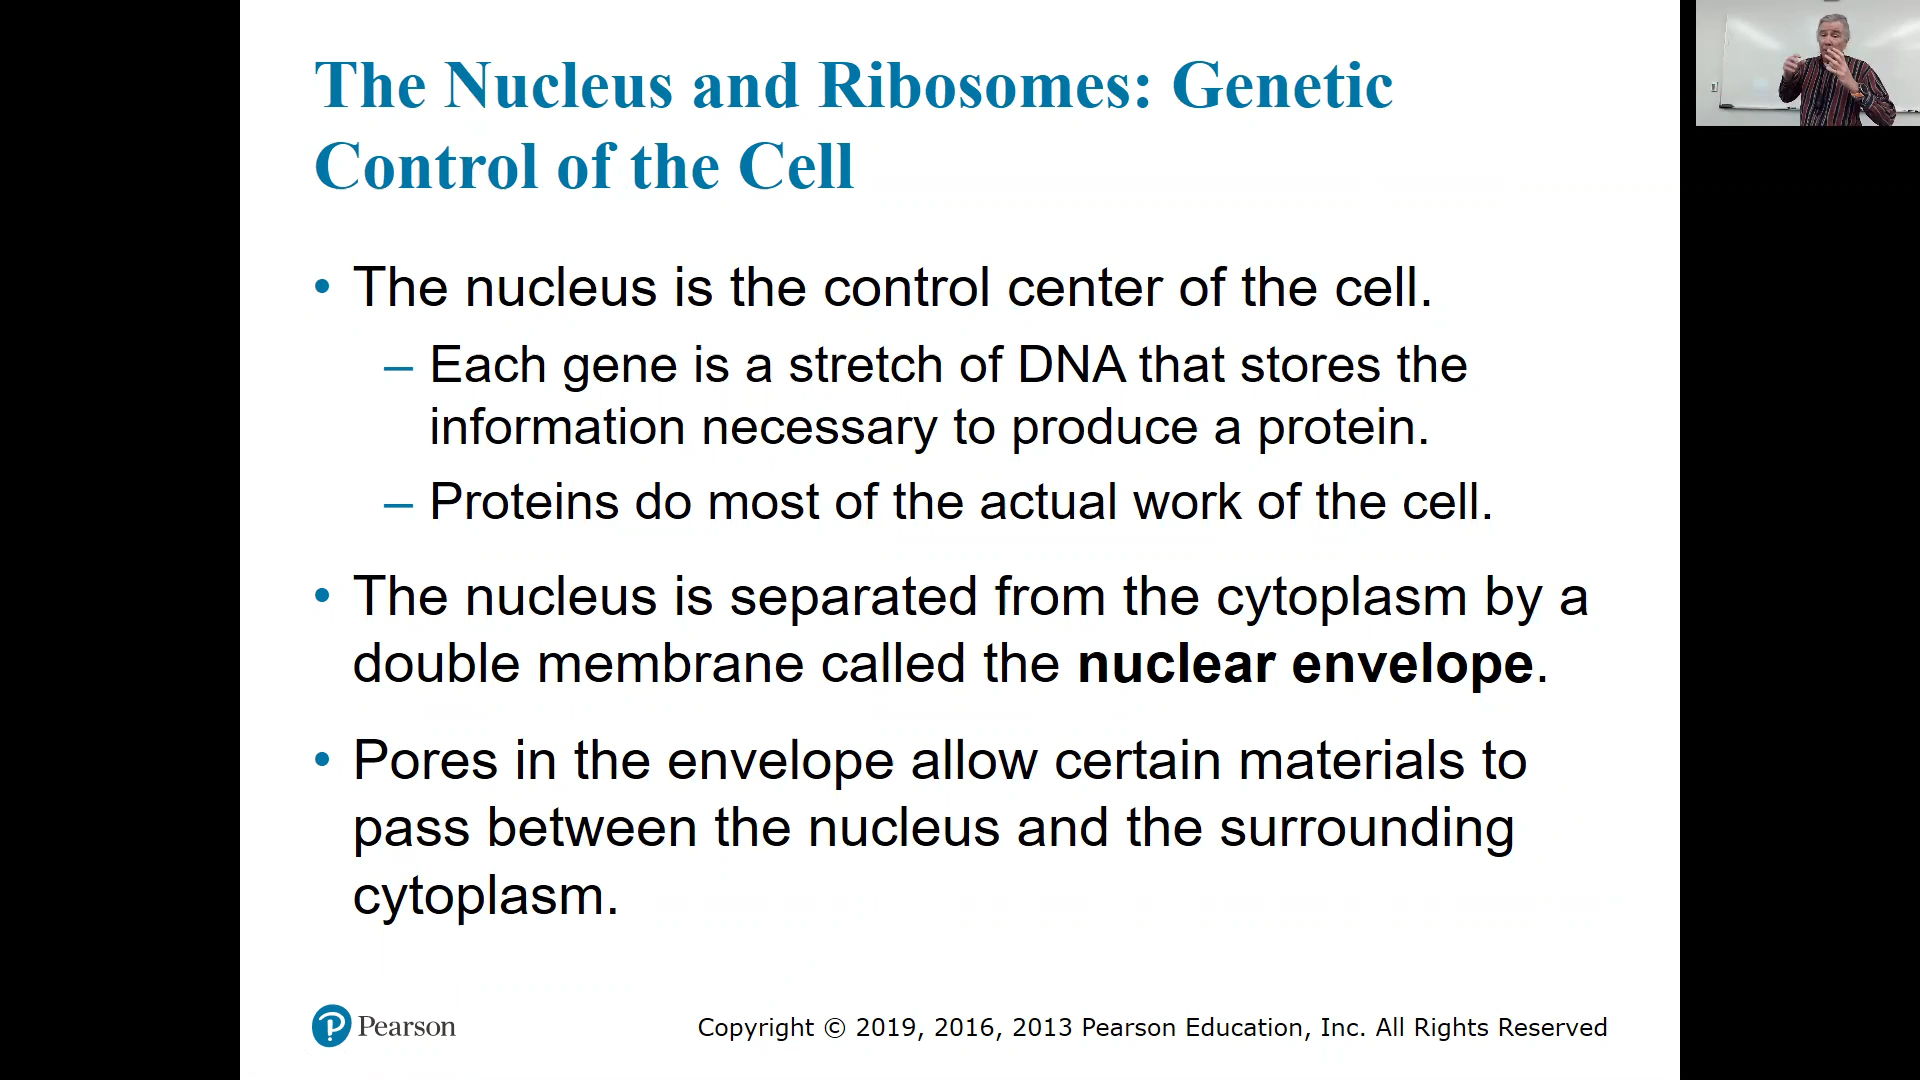 The Nucleus and Ribosomes: Genetic
Control of the Cell
• The nucleus is the control center of the cell.
– Each gene is a stretch of DNA that stores the
information necessary to produce a protein.
– Proteins do most of the actual work of the cell.
• The nucleus is separated from the cytoplasm by a
double membrane called the nuclear envelope.
• Pores in the envelope allow certain materials to
pass between the nucleus and the surrounding
cytoplasm.
Pearson
Copyright © 2019, 2016, 2013 Pearson Education, Inc. All Rights Reserved